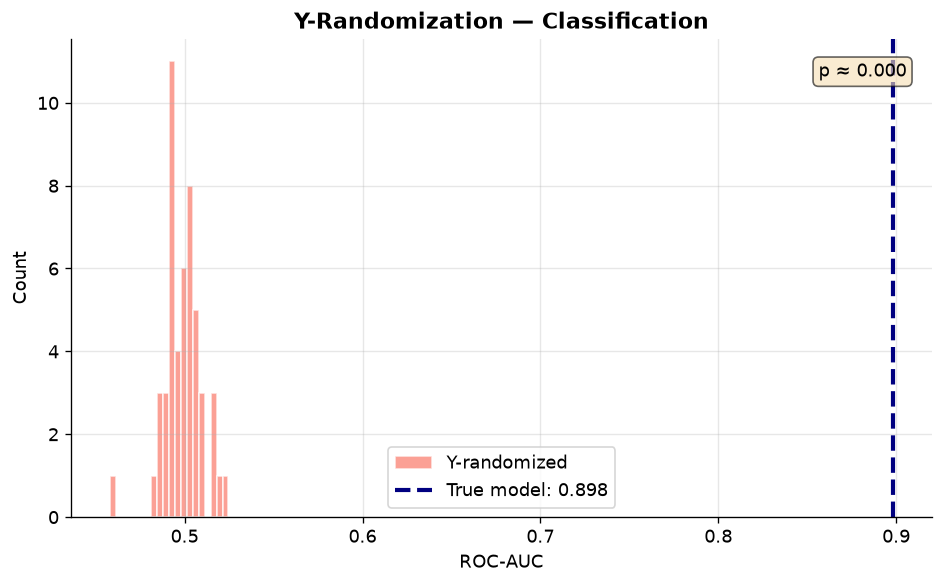 Y-Randomization — Classification
p ≈ 0.000
10
8
6
4
2
0
Count
Y-randomized
True model: 0.898
0.5
0.6
0.7
0.8
0.9
ROC-AUC